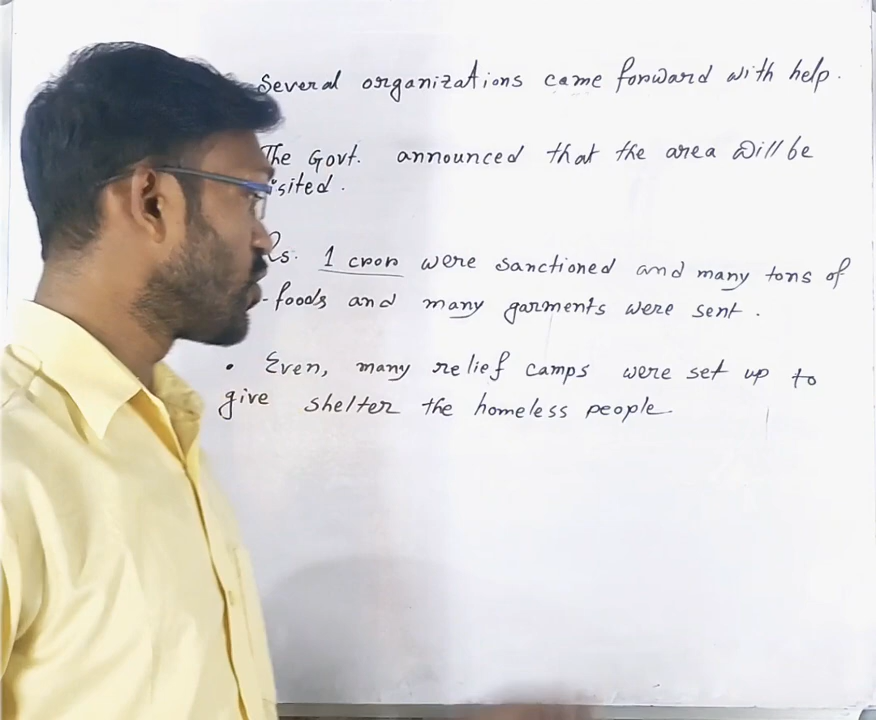 Several organizations came forward with help.
The Govt. announced that the area will be
isited.
Rs. 1 cror were sanctioned and many tons of
foods and many garments were sent.
• Even, many relief camps were set up to
give shelter the homeless people.